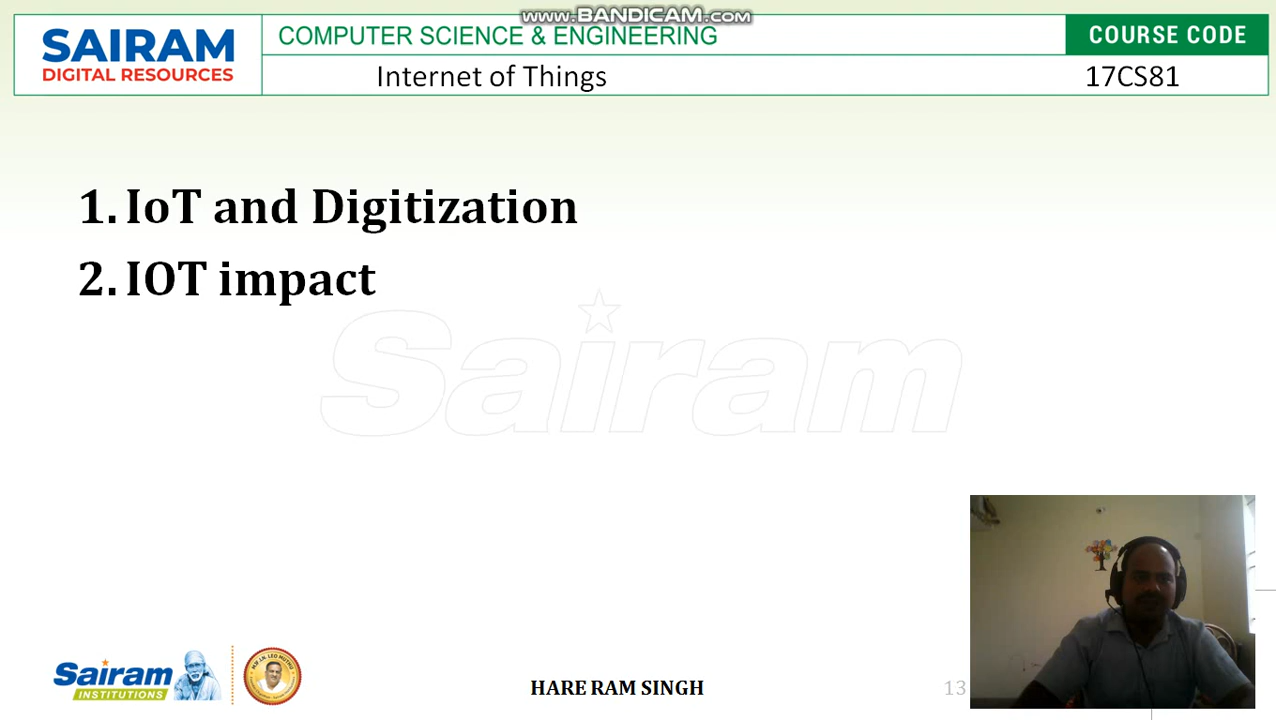 www.BANDICAM.com
SAIRAM
DIGITAL RESOURCES
COMPUTER SCIENCE & ENGINEERING
COURSE CODE
Internet of Things
17CS81
1. IoT and Digitization
2. IOT impact
Sairam
Sairam
INSTITUTIONS
HARE RAM SINGH
13